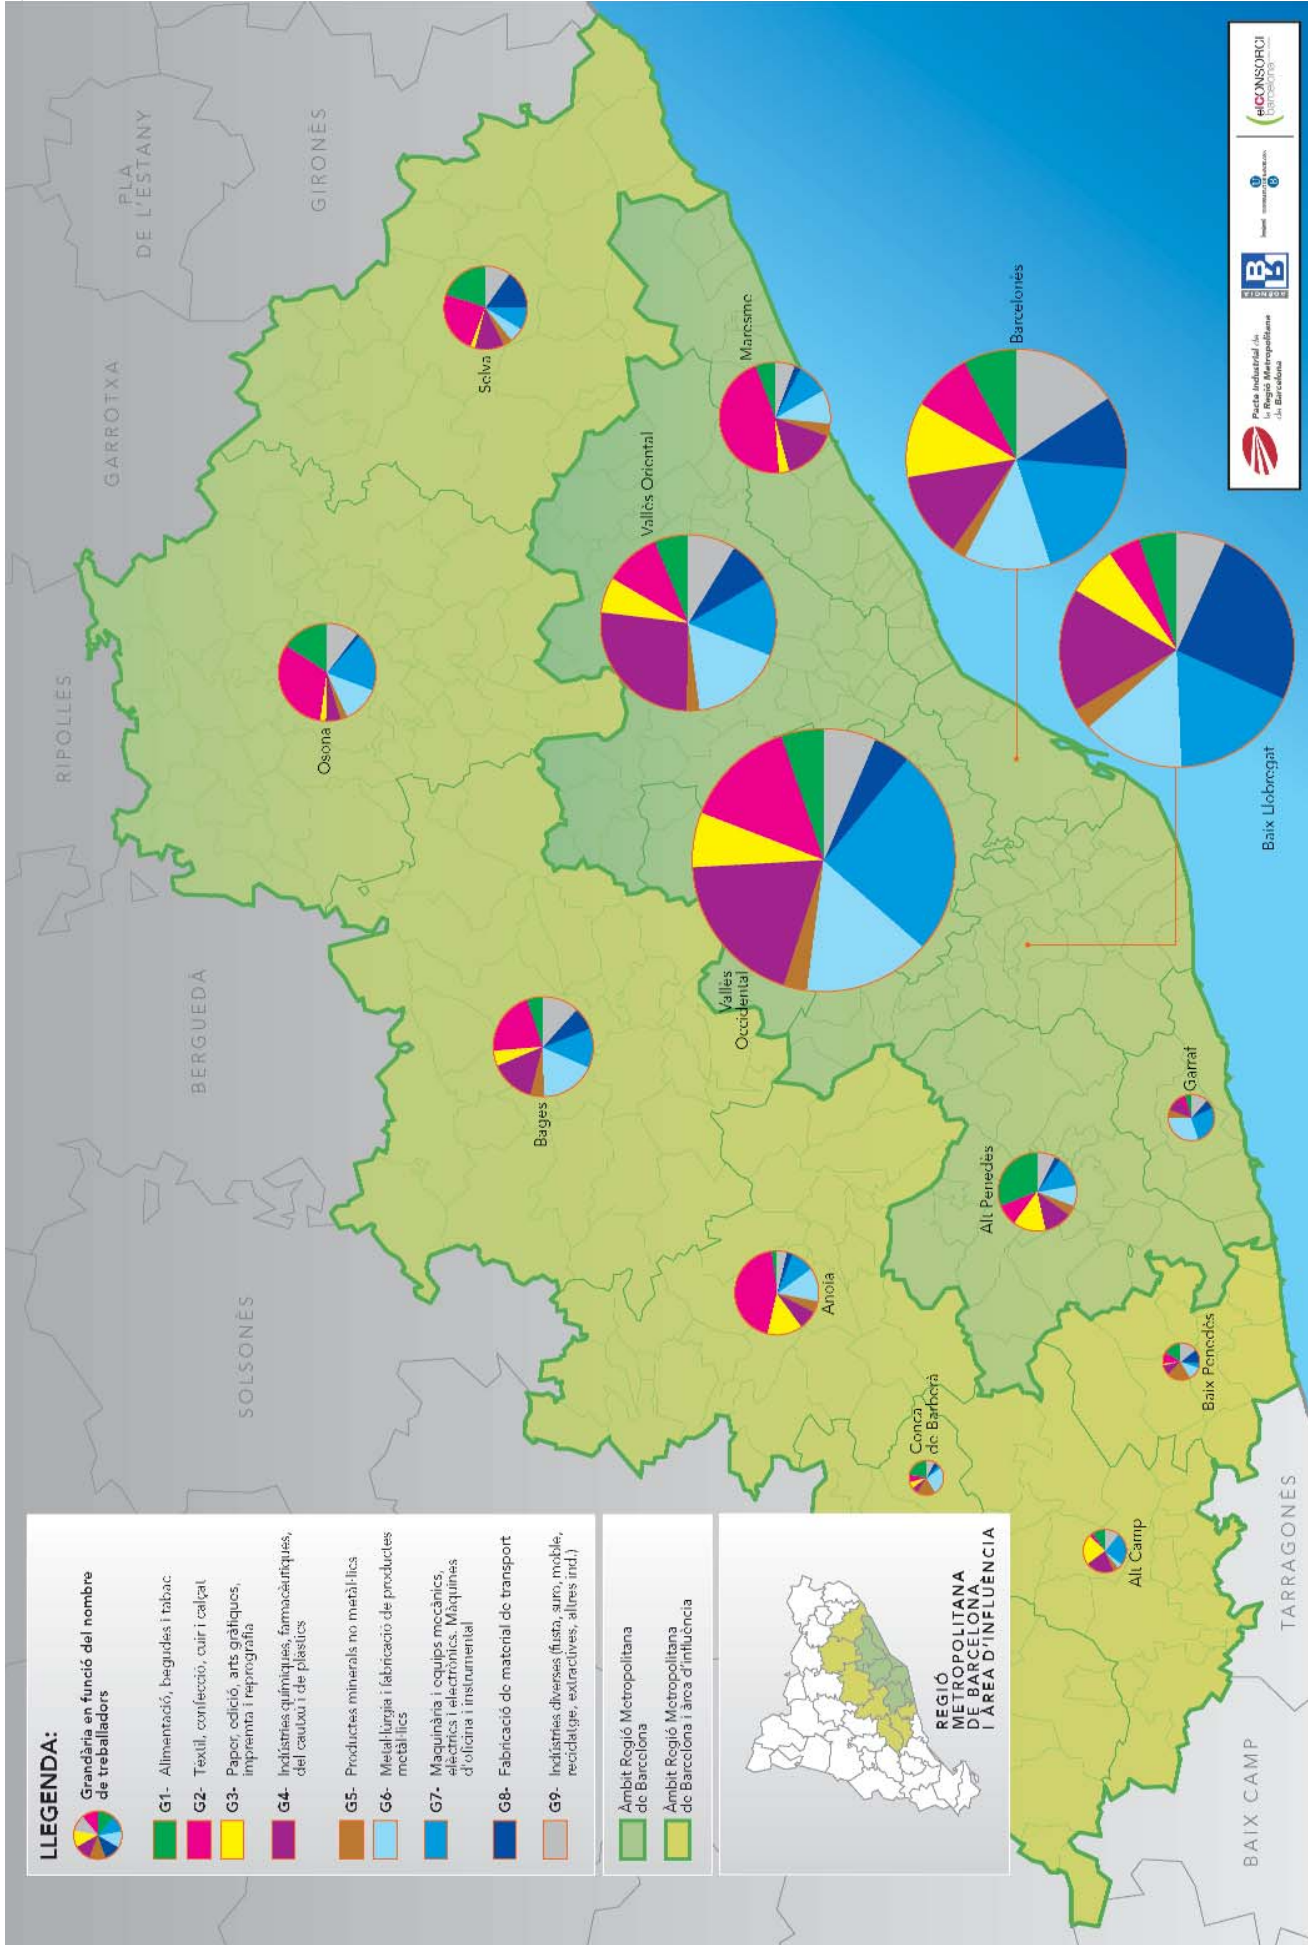 LLEGENDA:
Grandària en funció del nombre
de treballadors
G1- Alimentació, begudes i tabac
G2- Tèxtil, confecció, cuir i calçat
G3- Paper, edició, arts gràfiques,
impremta i reprografia
G4- Indústries químiques, farmacèutiques,
del cautxú i de plàstics
G5- Productes minerals no metàl·lics
G6- Metal·lúrgia i fabricació de productes
metàl·lics
G7- Maquinària i equips mecànics,
elèctrics i electrònics. Màquines
d'oficina i instrumental
G8- Fabricació de material de transport
G9- Indústries diverses (fusta, suro, moble,
reciclatge, extractives, altres ind.)
Àmbit Regió Metropolitana
de Barcelona
Àmbit Regió Metropolitana
de Barcelona i àrea d'influència
REGIÓ
METROPOLITANA
DE BARCELONA
I ÀREA D'INFLUÈNCIA
SOLSONÈS
BERGUEDÀ
RIPOLLÈS
GARROTXA
PLA
DE L'ESTANY
GIRONÈS
BAIX CAMP
TARRAGONÈS
Osona
Selva
Bages
Vallès Oriental
Maresme
Vallès
Occidental
Barcelonès
Baix Llobregat
Anoia
Alt Penedès
Garraf
Conca
de Barberà
Alt Camp
Baix Penedès
Pacte Industrial de
la Regió Metropolitana
de Barcelona
elCONSORCI
barcelona